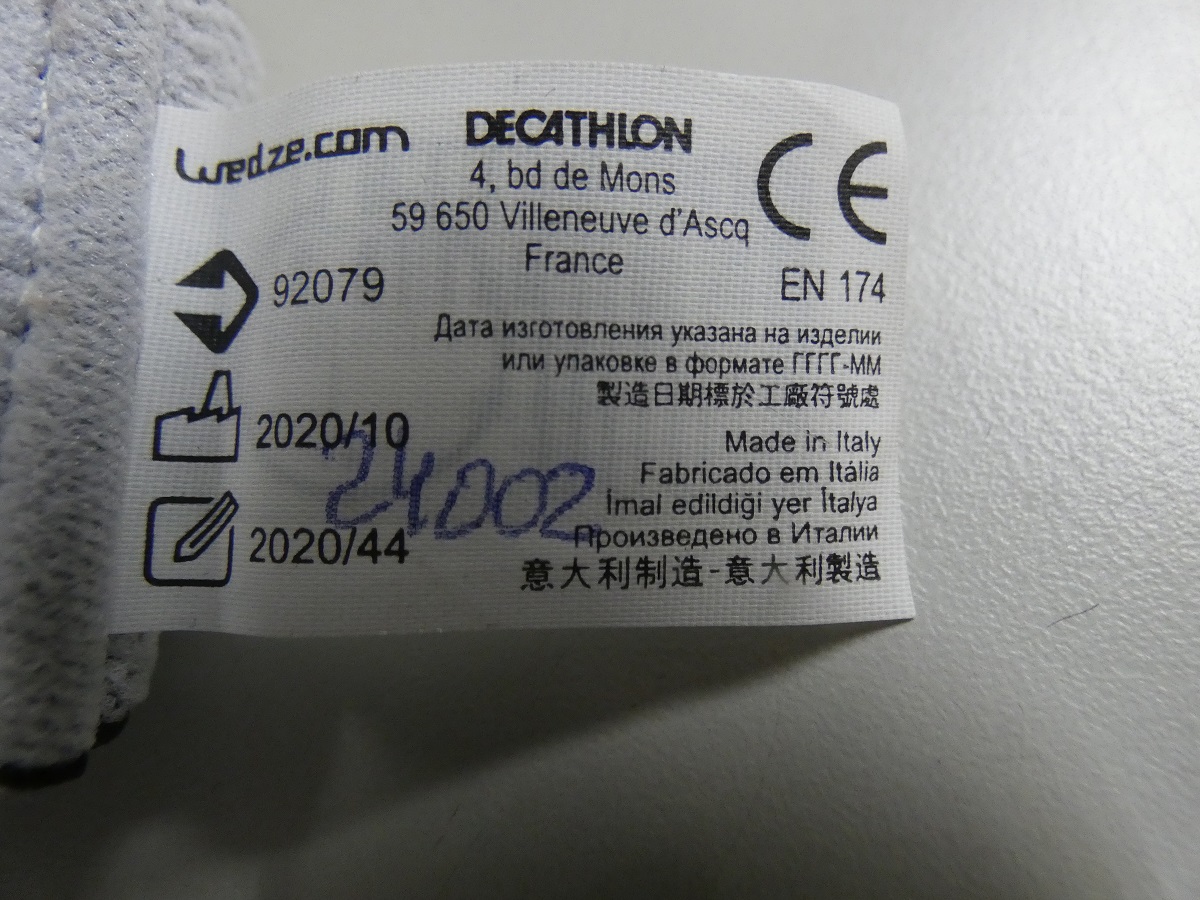 wedze.com
DECATHLON
4, bd de Mons
59 650 Villeneuve d'Ascq
France
CE
92079
EN 174
Дата изготовления указана на изделии
или упаковке в формате ГГГГ-ММ
製造日期標於工廠符號處
2020/10
24002
Made in Italy
Fabricado em Itália
İmal edildiği yer İtalya
Произведено в Италии
2020/44
意大利制造-意大利製造